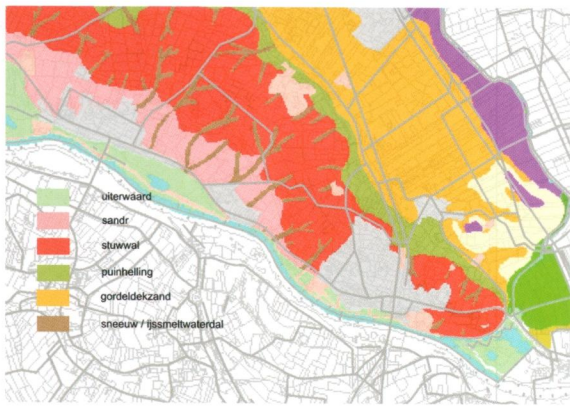 uiterwaard
sandr
stuwwal
puinhelling
gordeldekzand
sneeuw / ijssmeltwaterdal